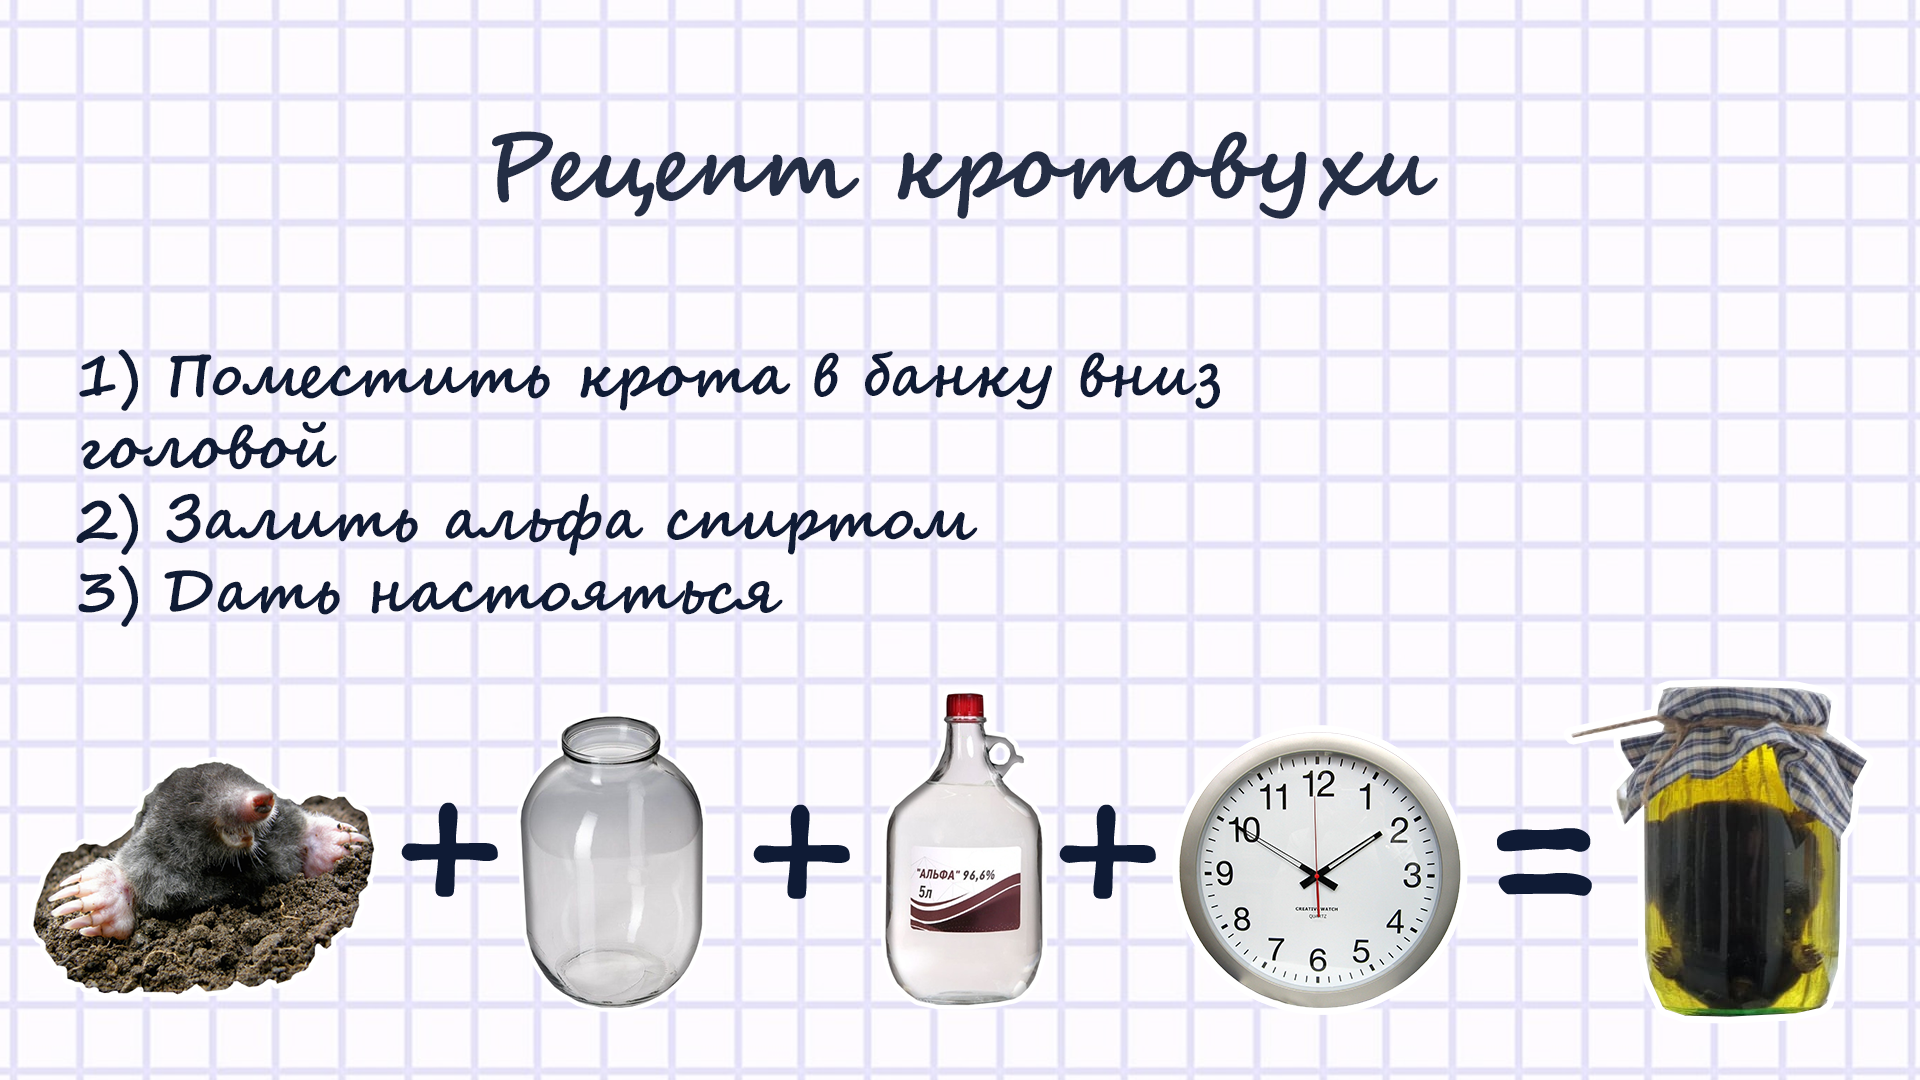 Рецепт кротовухи
1) Поместить крота в банку вниз
головой
2) Залить альфа спиртом
3) Дать настояться
"АЛЬФА" 96,6%
5л
12
11 1
10 2
9 3
8 4
7 5
6
CREATIVE WATCH
QUARTZ